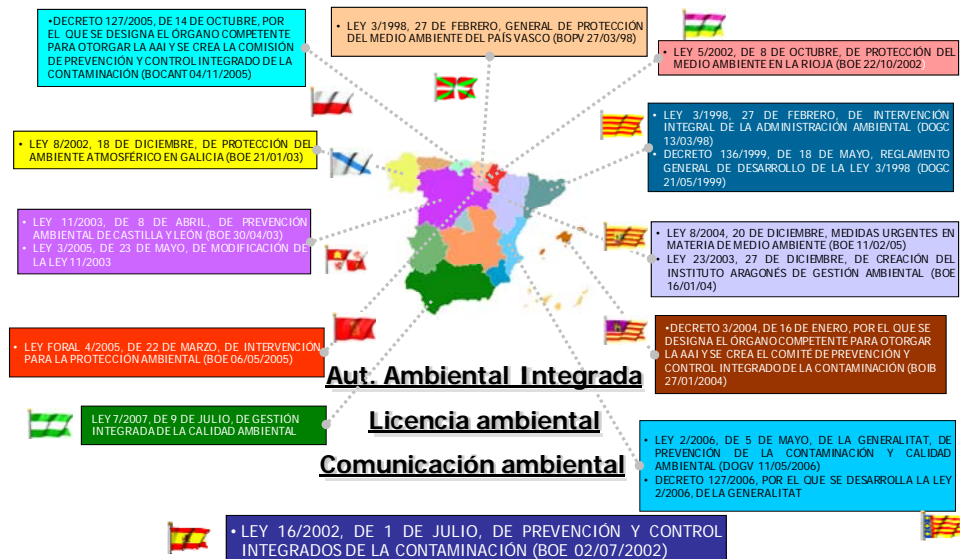 •DECRETO 127/2005, DE 14 DE OCTUBRE, POR
EL QUE SE DESIGNA EL ÓRGANO COMPETENTE
PARA OTORGAR LA AAI Y SE CREA LA COMISIÓN
DE PREVENCIÓN Y CONTROL INTEGRADO DE LA
CONTAMINACIÓN (BOCANT 04/11/2005)
• LEY 3/1998, 27 DE FEBRERO, GENERAL DE PROTECCIÓN
DEL MEDIO AMBIENTE DEL PAÍS VASCO (BOPV 27/03/98)
• LEY 5/2002, DE 8 DE OCTUBRE, DE PROTECCIÓN DEL
MEDIO AMBIENTE EN LA RIOJA (BOE 22/10/2002)
• LEY 8/2002, 18 DE DICIEMBRE, DE PROTECCIÓN DEL
AMBIENTE ATMOSFÉRICO EN GALICIA (BOE 21/01/03)
• LEY 3/1998, 27 DE FEBRERO, DE INTERVENCIÓN
INTEGRAL DE LA ADMINISTRACIÓN AMBIENTAL (DOGC
13/03/98)
• DECRETO 136/1999, DE 18 DE MAYO, REGLAMENTO
GENERAL DE DESARROLLO DE LA LEY 3/1998 (DOGC
21/05/1999)
• LEY 11/2003, DE 8 DE ABRIL, DE PREVENCIÓN
AMBIENTAL DE CASTILLA Y LEÓN (BOE 30/04/03)
• LEY 3/2005, DE 23 DE MAYO, DE MODIFICACIÓN DE
LA LEY 11/2003
• LEY 8/2004, 20 DE DICIEMBRE, MEDIDAS URGENTES EN
MATERIA DE MEDIO AMBIENTE (BOE 11/02/05)
• LEY 23/2003, 27 DE DICIEMBRE, DE CREACIÓN DEL
INSTITUTO ARAGONÉS DE GESTIÓN AMBIENTAL (BOE
16/01/04)
• LEY FORAL 4/2005, DE 22 DE MARZO, DE INTERVENCIÓN
PARA LA PROTECCIÓN AMBIENTAL (BOE 06/05/2005)
•DECRETO 3/2004, DE 16 DE ENERO, POR EL QUE SE
DESIGNA EL ÓRGANO COMPETENTE PARA OTORGAR
LA AAI Y SE CREA EL COMITÉ DE PREVENCIÓN Y
CONTROL INTEGRADO DE LA CONTAMINACIÓN (BOIB
27/01/2004)
Aut. Ambiental Integrada
Licencia ambiental
Comunicación ambiental
LEY 7/2007, DE 9 DE JULIO, DE GESTIÓN
INTEGRADA DE LA CALIDAD AMBIENTAL
• LEY 2/2006, DE 5 DE MAYO, DE LA GENERALITAT, DE
PREVENCIÓN DE LA CONTAMINACIÓN Y CALIDAD
AMBIENTAL (DOGV 11/05/2006)
• DECRETO 127/2006, POR EL QUE SE DESARROLLA LA LEY
2/2006, DE LA GENERALITAT
• LEY 16/2002, DE 1 DE JULIO, DE PREVENCIÓN Y CONTROL
INTEGRADOS DE LA CONTAMINACIÓN (BOE 02/07/2002)